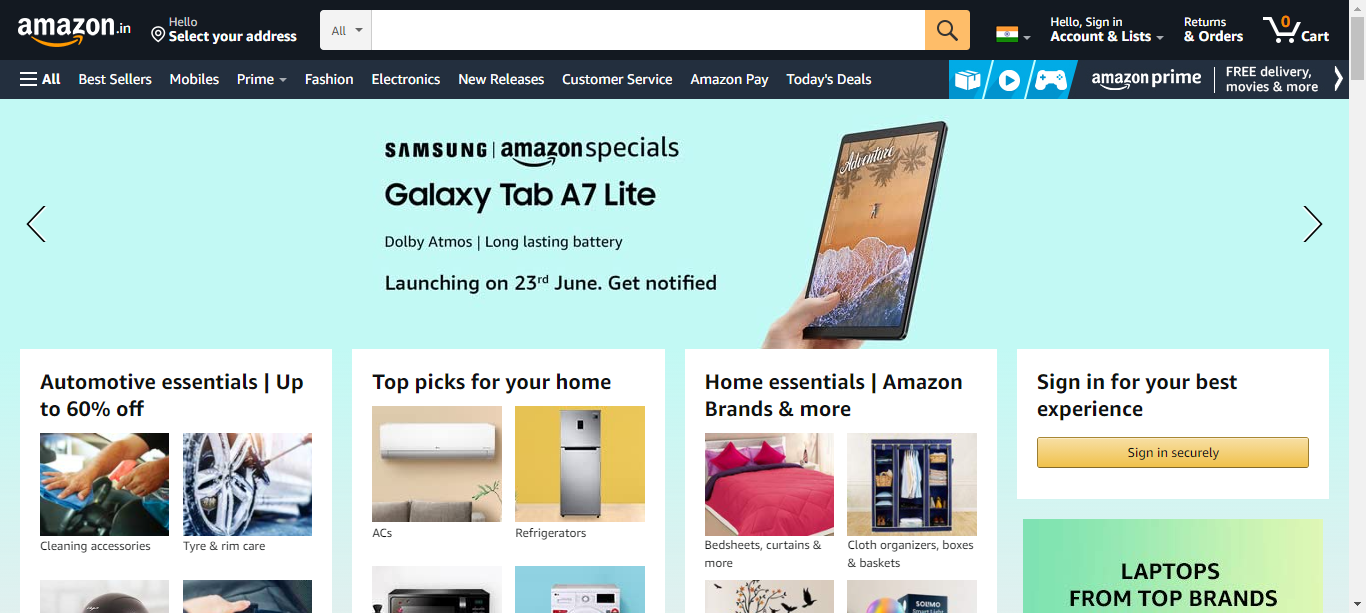 amazon.in
Hello
Select your address
All
Hello, Sign in
Account & Lists
Returns
& Orders
0
Cart
All
Best Sellers
Mobiles
Prime
Fashion
Electronics
New Releases
Customer Service
Amazon Pay
Today's Deals
amazon prime
FREE delivery,
movies & more
SAMSUNG | amazon specials
Galaxy Tab A7 Lite
Adventure
Dolby Atmos | Long lasting battery
Launching on 23rd June. Get notified
Automotive essentials | Up
to 60% off
Cleaning accessories
Tyre & rim care
Top picks for your home
ACs
Refrigerators
Home essentials | Amazon
Brands & more
Bedsheets, curtains &
more
Cloth organizers, boxes
& baskets
SOLIMO
Smart Light
Sign in for your best
experience
Sign in securely
LAPTOPS
FROM TOP BRANDS